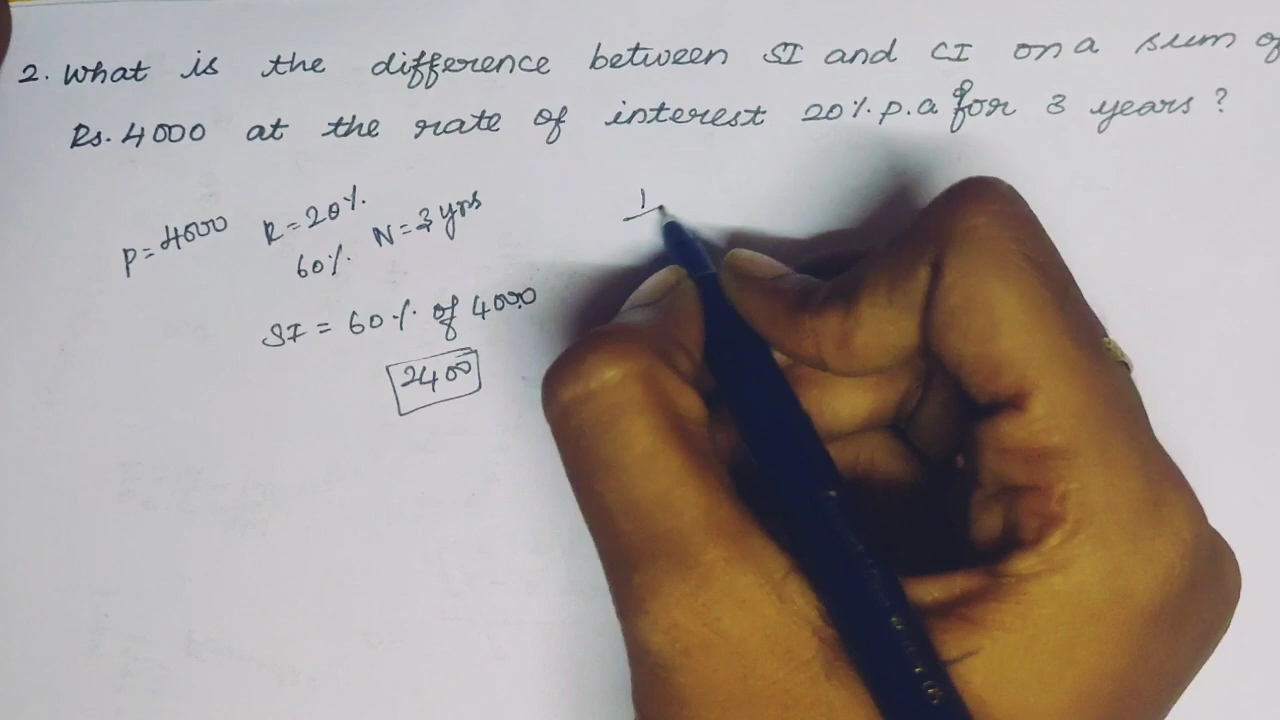 2. What is the difference between SI and CI on a sum of
Rs. 4000 at the rate of interest 20%. p.a for 3 years ?
P = 4000 R = 20% N = 3 yrs
60%
SI = 60% of 4000
2400
1